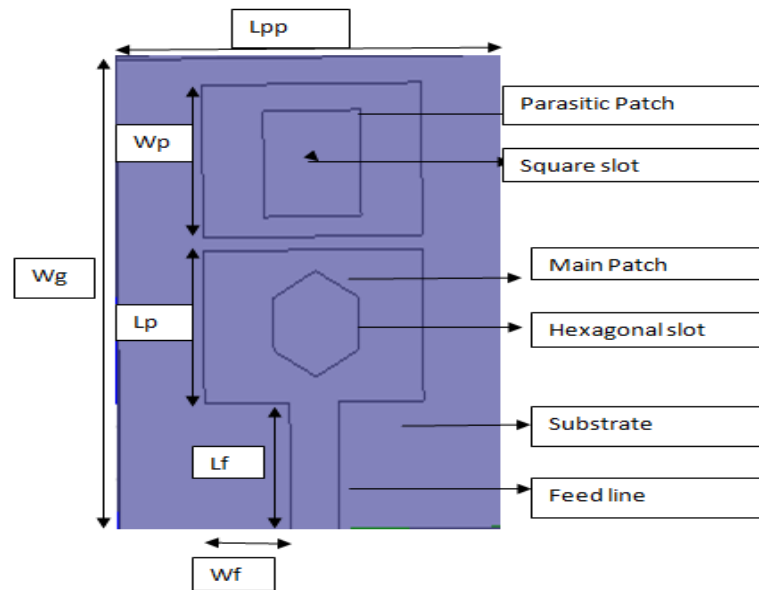 Lpp
Parasitic Patch
Wp
Square slot
Main Patch
Wg
Lp
Hexagonal slot
Substrate
Lf
Feed line
Wf